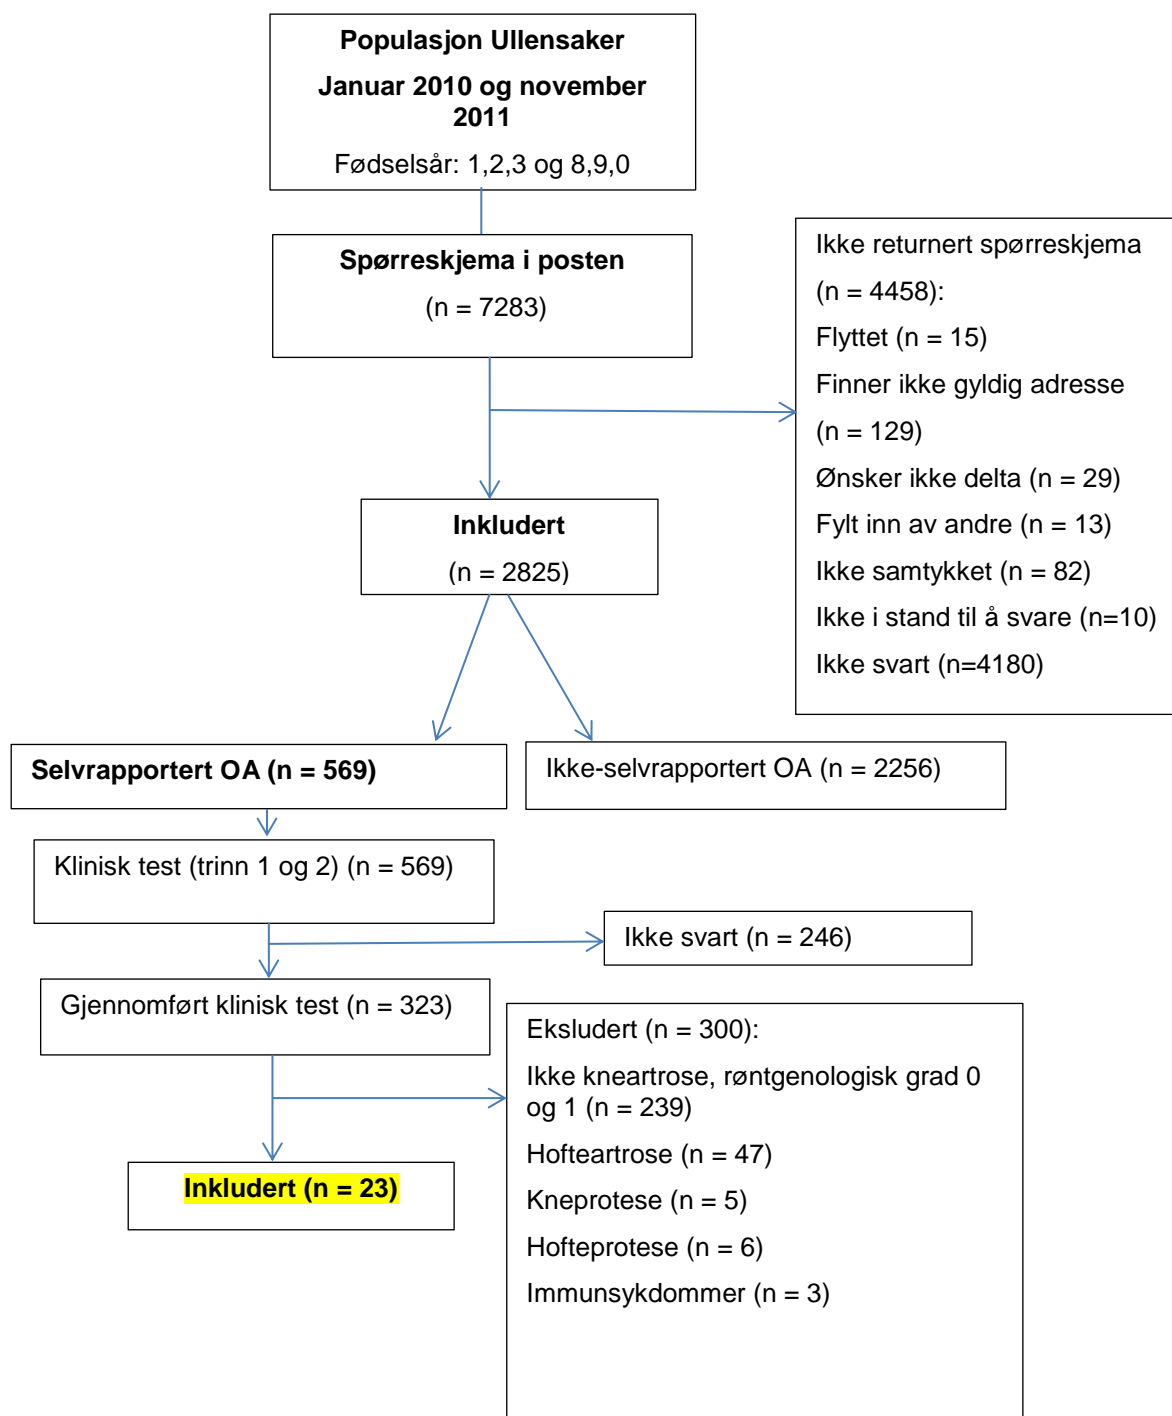 Populasjon Ullensaker
Januar 2010 og november
2011
Fødselsår: 1,2,3 og 8,9,0
Spørreskjema i posten
(n = 7283)
Ikke returnert spørreskjema
(n = 4458):
Flyttet (n = 15)
Finner ikke gyldig adresse
(n = 129)
Ønsker ikke delta (n = 29)
Fylt inn av andre (n = 13)
Ikke samtykket (n = 82)
Ikke i stand til å svare (n=10)
Ikke svart (n=4180)
Inkludert
(n = 2825)
Selvrapportert OA (n = 569)
Ikke-selvrapportert OA (n = 2256)
Klinisk test (trinn 1 og 2) (n = 569)
Ikke svart (n = 246)
Gjennomført klinisk test (n = 323)
Eksludert (n = 300):
Ikke kneartrose, røntgenologisk grad 0
og 1 (n = 239)
Hofteartrose (n = 47)
Kneprotese (n = 5)
Hofteprotese (n = 6)
Immunsykdommer (n = 3)
Inkludert (n = 23)